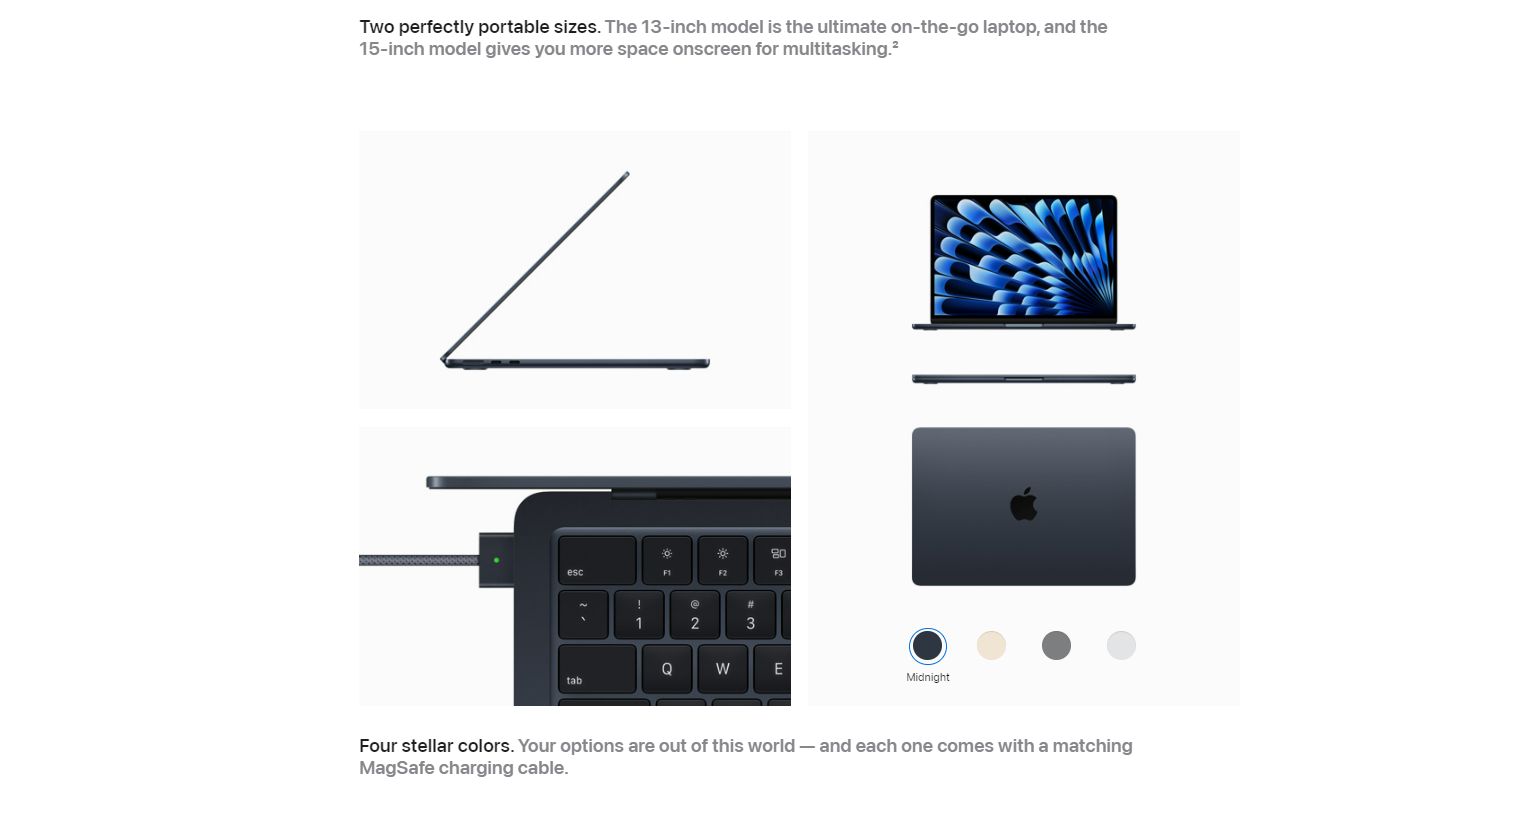 Two perfectly portable sizes. The 13-inch model is the ultimate on-the-go laptop, and the
15-inch model gives you more space onscreen for multitasking.²
esc
F1
F2
F3
~
`
!
1
@
2
#
3
tab
Q
W
E
Midnight
Four stellar colors. Your options are out of this world — and each one comes with a matching
MagSafe charging cable.